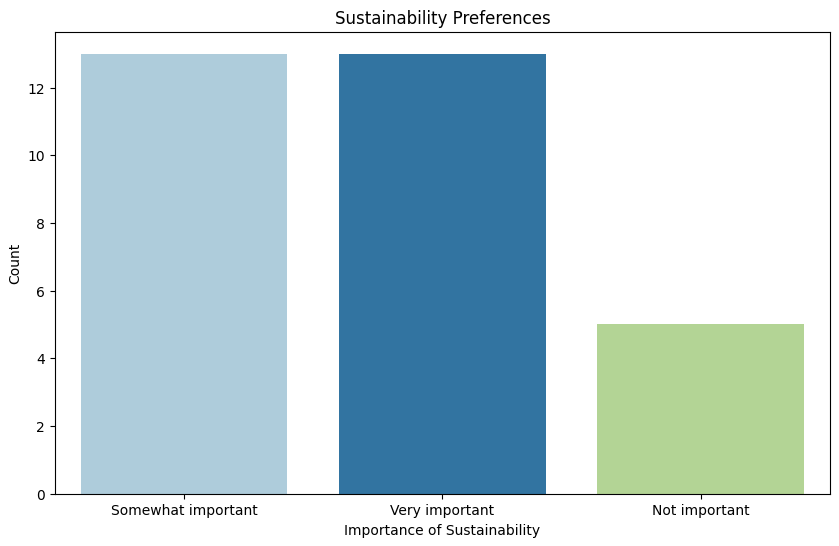 Sustainability Preferences
Count
12
10
8
6
4
2
0
Somewhat important
Very important
Not important
Importance of Sustainability